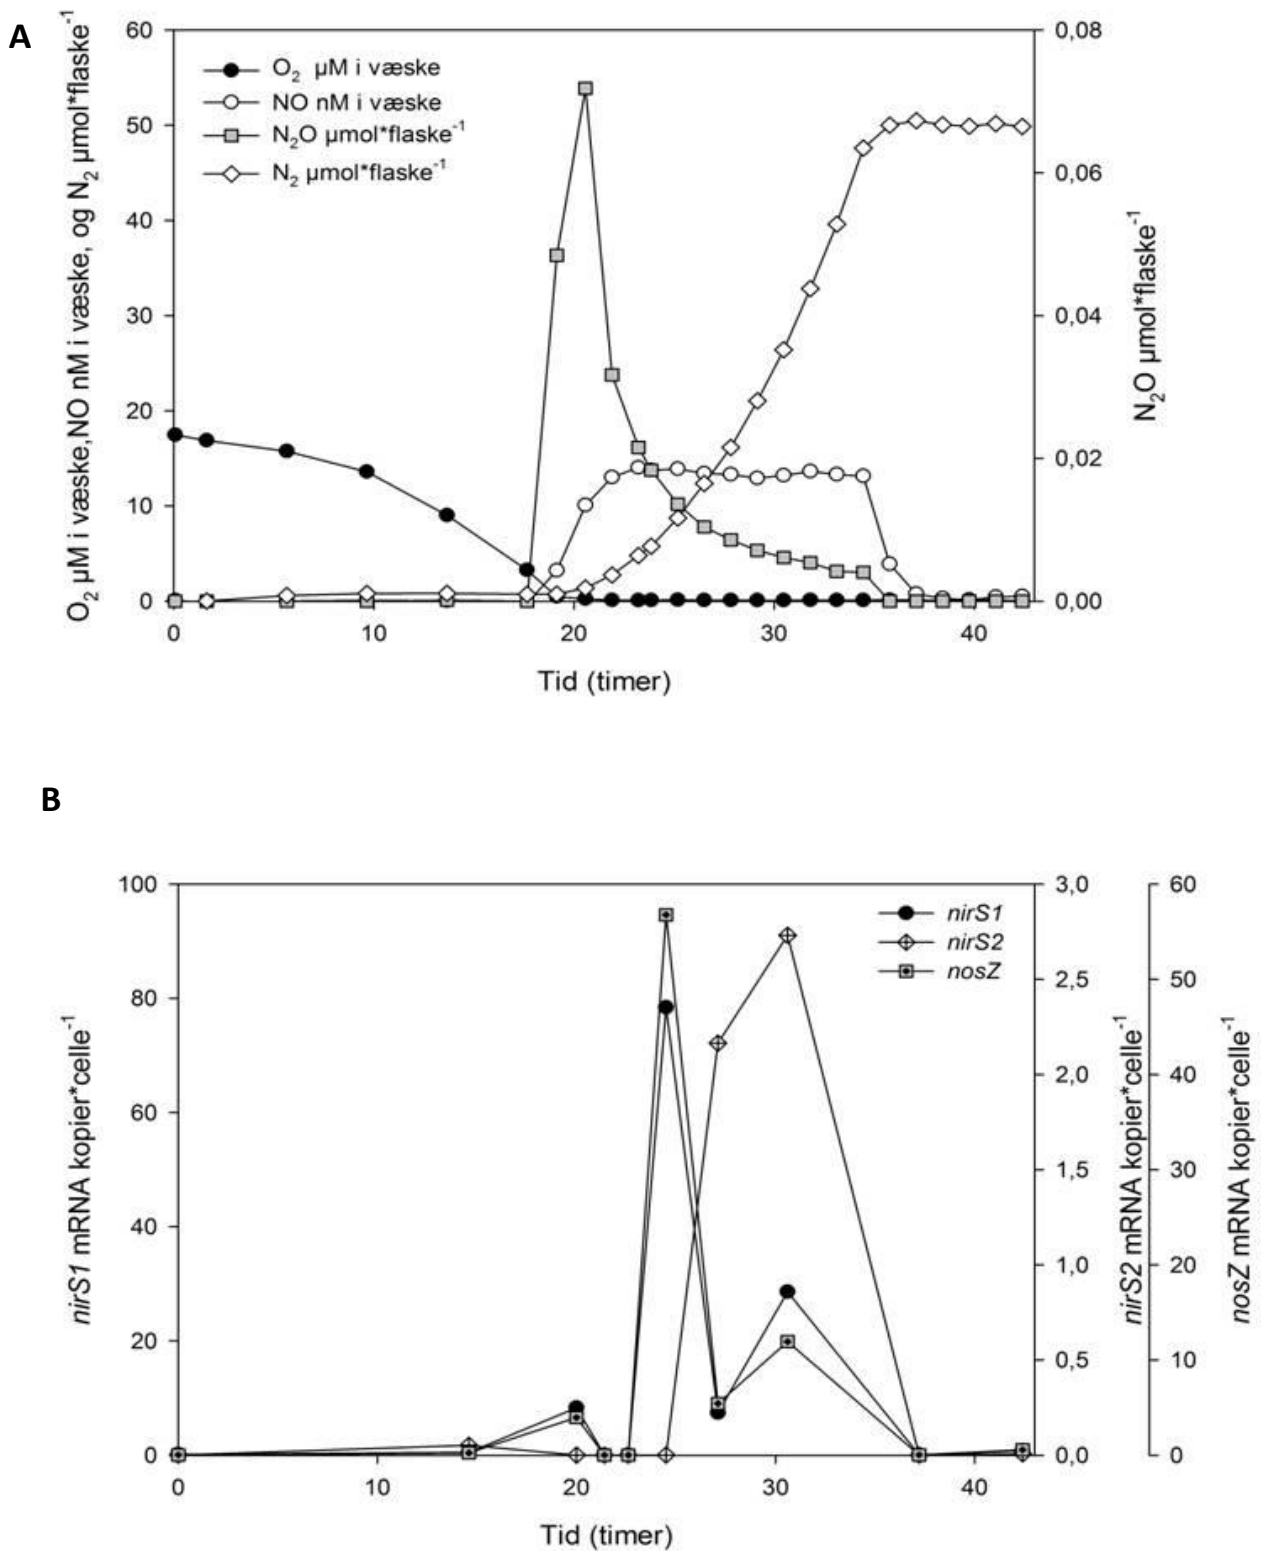 A
O2 µM i væske,NO nM i væske, og N2 µmol*flaske-1
60
50
40
30
20
10
0
O2 µM i væske
NO nM i væske
N2O µmol*flaske-1
N2 µmol*flaske-1
0,08
0,06
0,04
0,02
0,00
N2O µmol*flaske-1
0 10 20 30 40
Tid (timer)
B
nirS1 mRNA kopier*celle-1
100
80
60
40
20
0
nirS1
nirS2
nosZ
3,0
2,5
2,0
1,5
1,0
0,5
0,0
nirS2 mRNA kopier*celle-1
60
50
40
30
20
10
0
nosZ mRNA kopier*celle-1
0 10 20 30 40
Tid (timer)